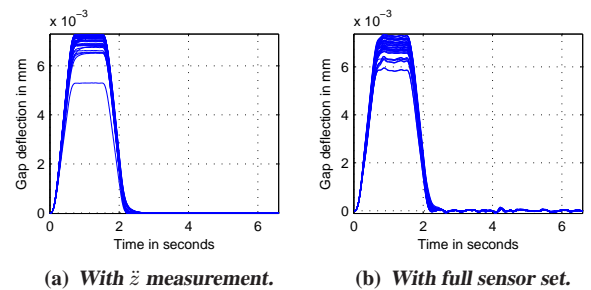 x 10⁻³
6
4
2
0
0 2 4 6
Gap deflection in mm
Time in seconds
(a) With z̈ measurement.
x 10⁻³
6
4
2
0
0 2 4 6
Gap deflection in mm
Time in seconds
(b) With full sensor set.